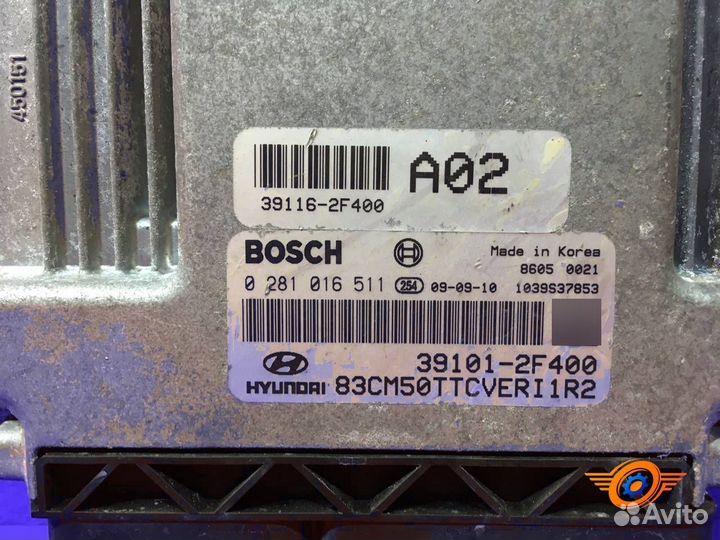 450151
A02
39116-2F400
BOSCH
Made in Korea
8605 0021
0 281 016 511 254 09-09-10 1039S37853
39101-2F400
HYUNDAI 83CM50TTCVERI1R2
Avito